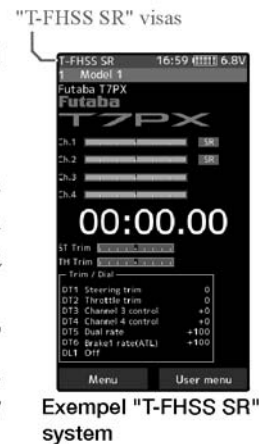 "T-FHSS SR" visas
T-FHSS SR 16:59 6.8V
1 Model 1
Futaba T7PX
Futaba
T7PX
Ch.1 SR
Ch.2 SR
Ch.3
Ch.4
00:00.00
ST Trim
TH Trim
Trim / Dial
DT1 Steering trim 0
DT2 Throttle trim 0
DT3 Channel 3 control +0
DT4 Channel 4 control +0
DT5 Dual rate +100
DT6 Brake1 rate(ATL) +100
DL1 Off
Menu User menu
Exempel "T-FHSS SR"
system